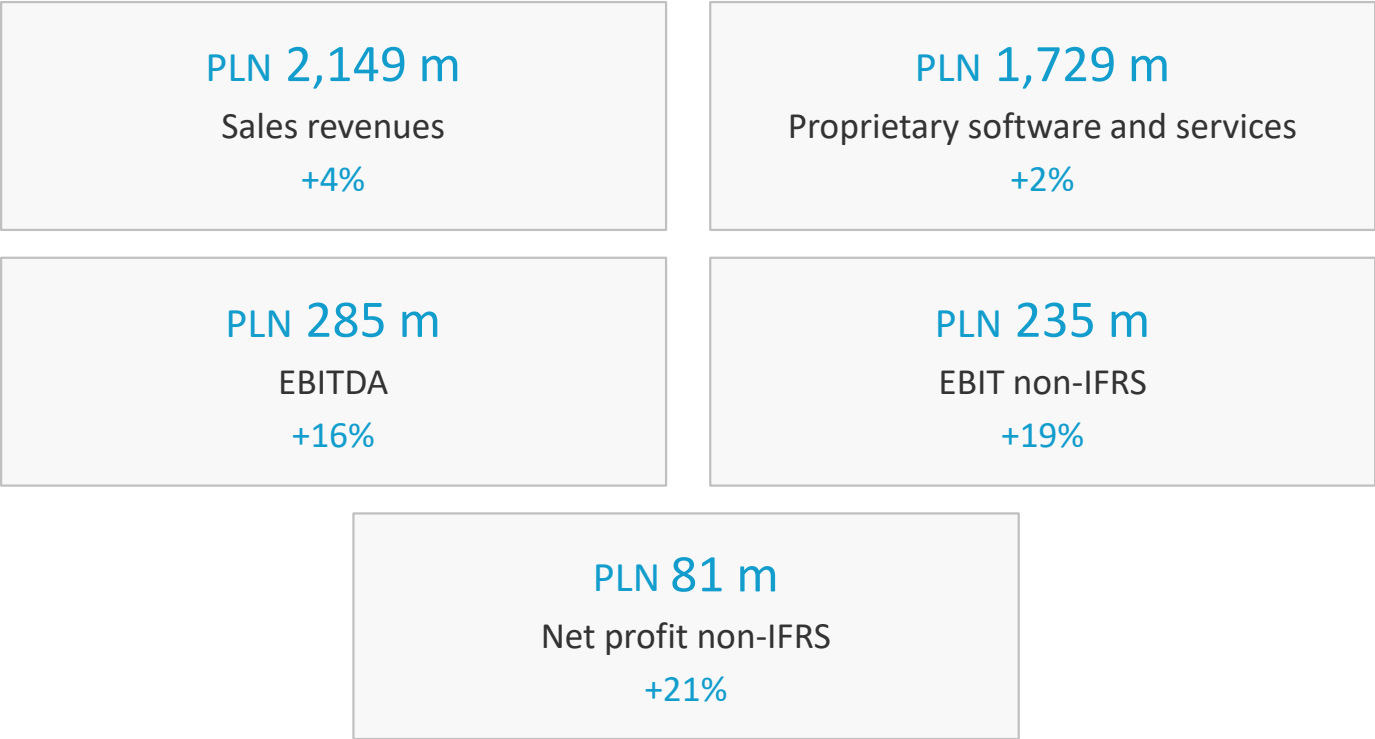 PLN 2,149 m
Sales revenues
+4%
PLN 1,729 m
Proprietary software and services
+2%
PLN 285 m
EBITDA
+16%
PLN 235 m
EBIT non-IFRS
+19%
PLN 81 m
Net profit non-IFRS
+21%